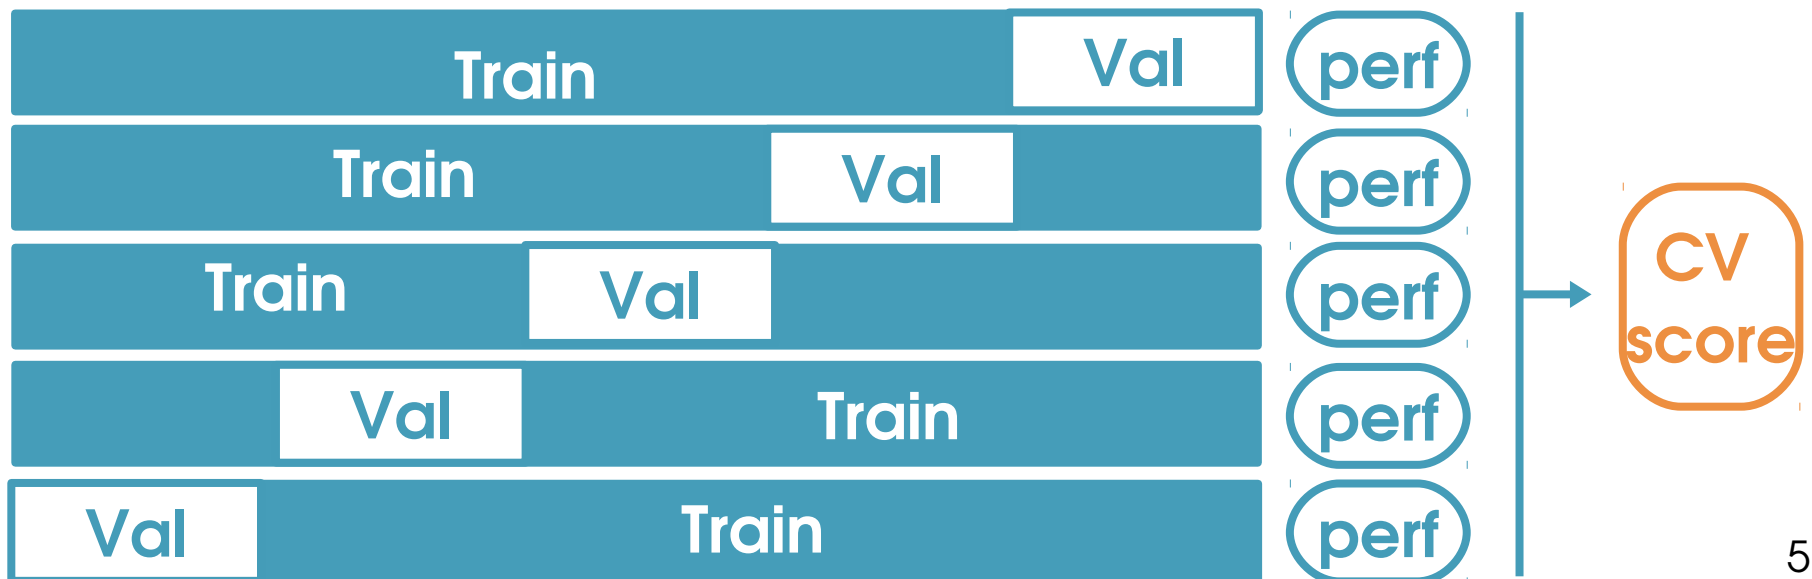 Train Val perf
Train Val perf
Train Val perf
Val Train perf
Val Train perf
CV
score
5